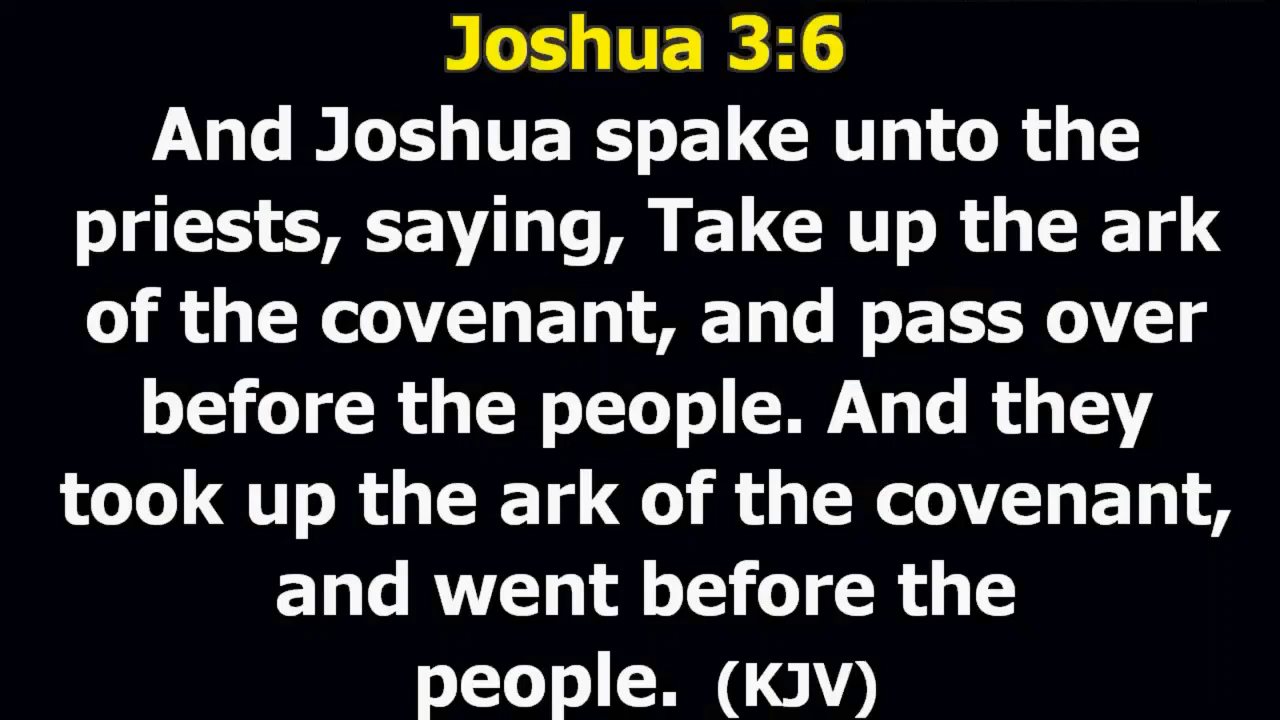 Joshua 3:6
And Joshua spake unto the
priests, saying, Take up the ark
of the covenant, and pass over
before the people. And they
took up the ark of the covenant,
and went before the
people. (KJV)